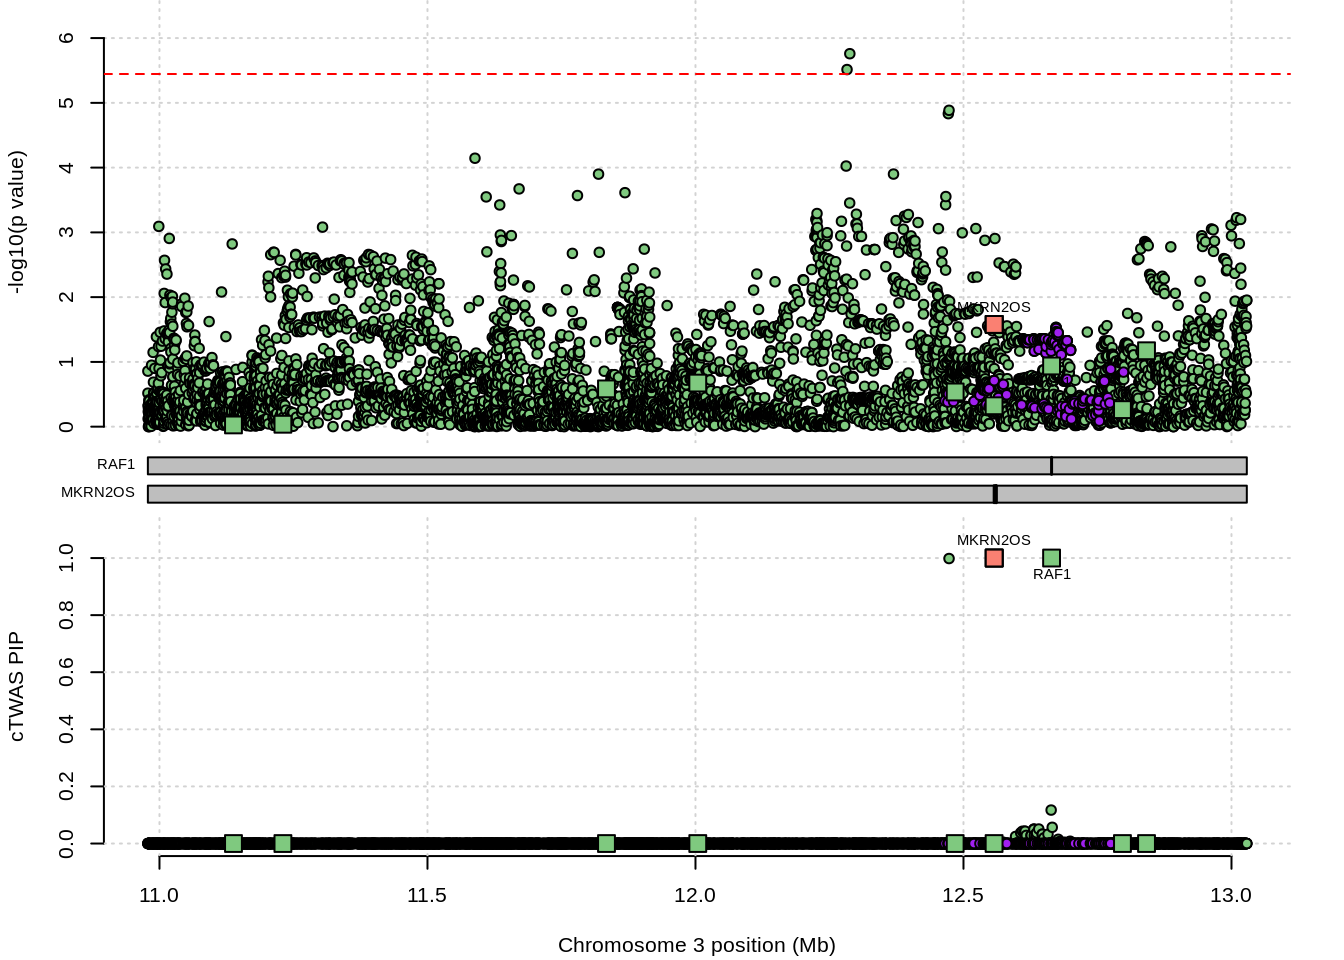 6
5
4
3
2
1
0
-log10(p value)
MKRN2OS
RAF1
MKRN2OS
MKRN2OS
RAF1
1.0
0.8
0.6
0.4
0.2
0.0
cTWAS PIP
11.0 11.5 12.0 12.5 13.0
Chromosome 3 position (Mb)